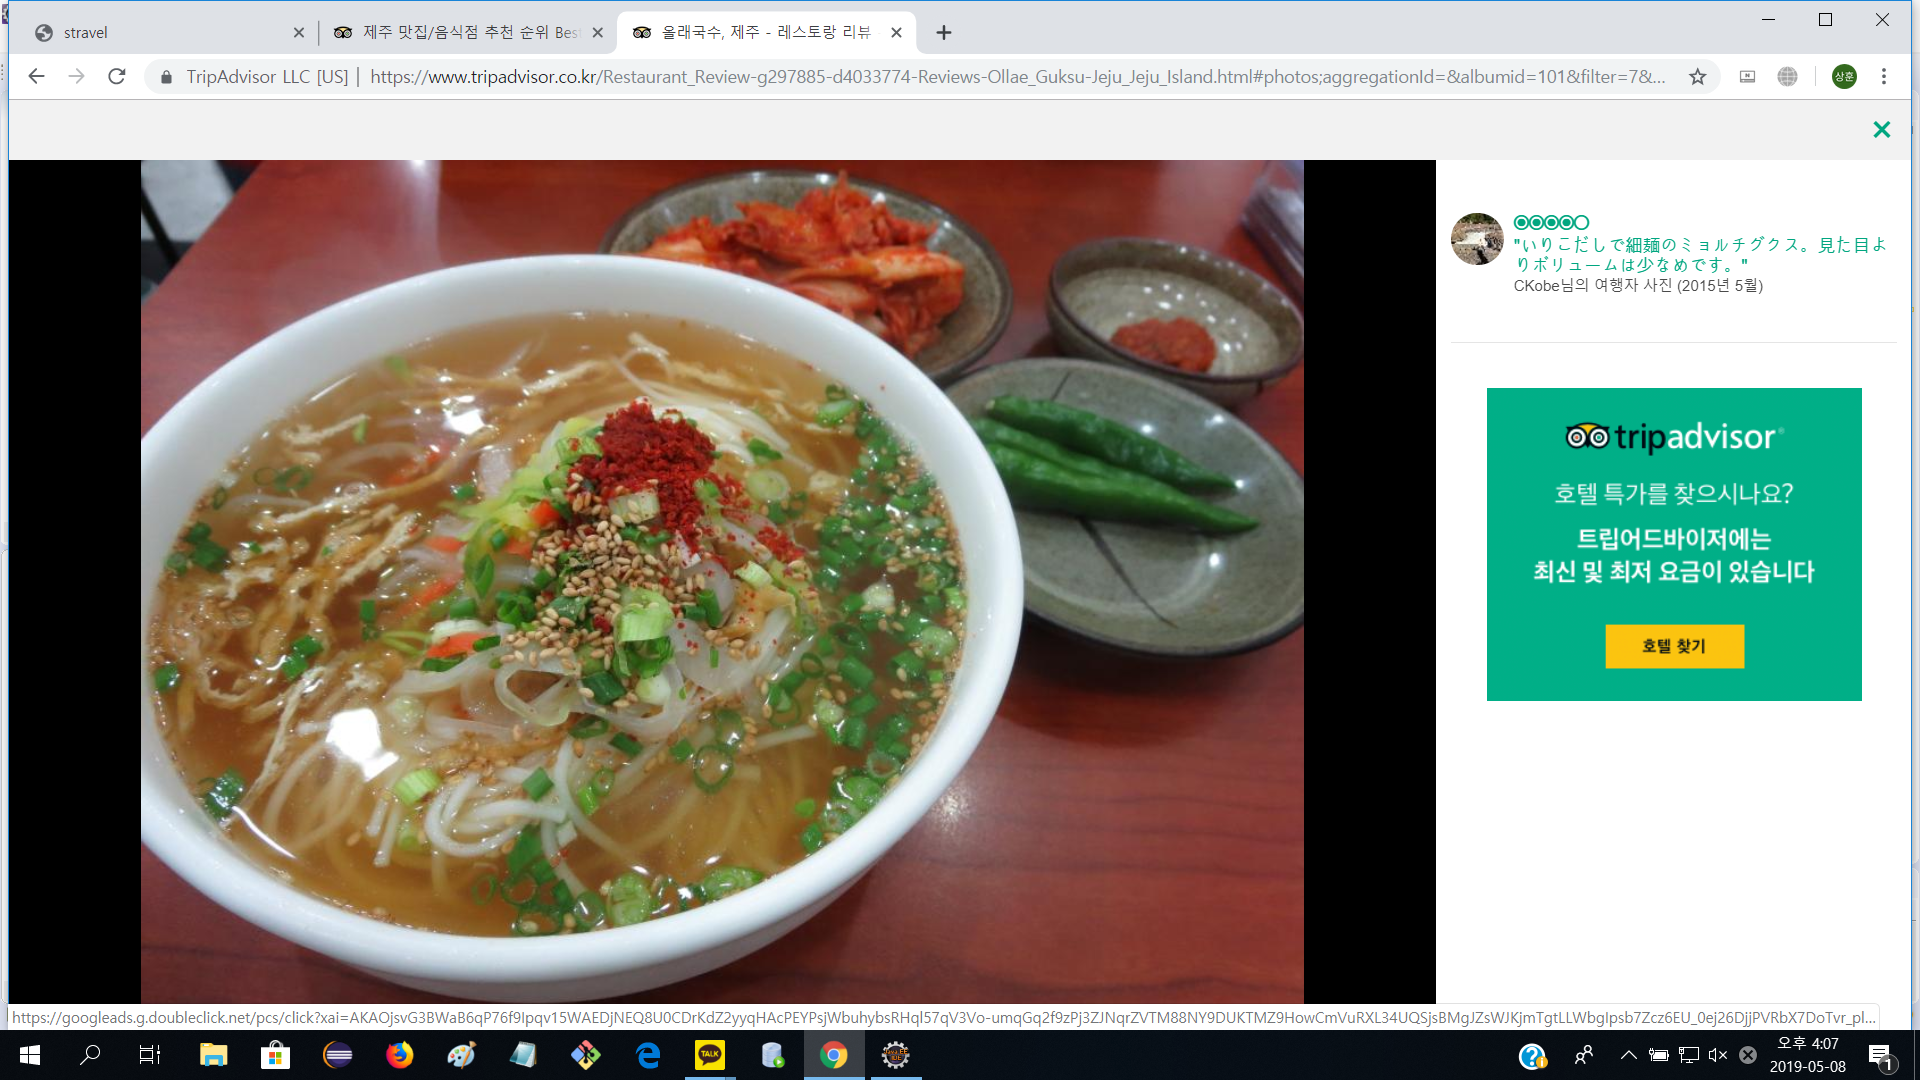 stravel
제주 맛집/음식점 추천 순위 Best
올래국수, 제주 - 레스토랑 리뷰
TripAdvisor LLC [US] | https://www.tripadvisor.co.kr/Restaurant_Review-g297885-d4033774-Reviews-Ollae_Guksu-Jeju_Jeju_Island.html#photos;aggregationId=&albumid=101&filter=7&...
상훈
"いりこだしで細麺のミョルチグクス。見た目よ
りボリュームは少なめです。"
CKobe님의 여행자 사진 (2015년 5월)
tripadvisor®
호텔 특가를 찾으시나요?
트립어드바이저에는
최신 및 최저 요금이 있습니다
호텔 찾기
https://googleads.g.doubleclick.net/pcs/click?xai=AKAOjsvG3BWaB6qP76f9Ipqv15WAEDjNEQ8U0CDrKdZ2yyqHAcPEYPsjWbuhybsRHql57qV3Vo-umqGq2f9zPj3ZJNqrZVTM88NY9DUKTMZ9HowCmVuRXL34UQSjsBMgJZsWJKjmTgtLLWbgIpsb7Zcz6EU_0ej26DjjPVRbX7DoTvr_pl...
TALK
오후 4:07
2019-05-08
1